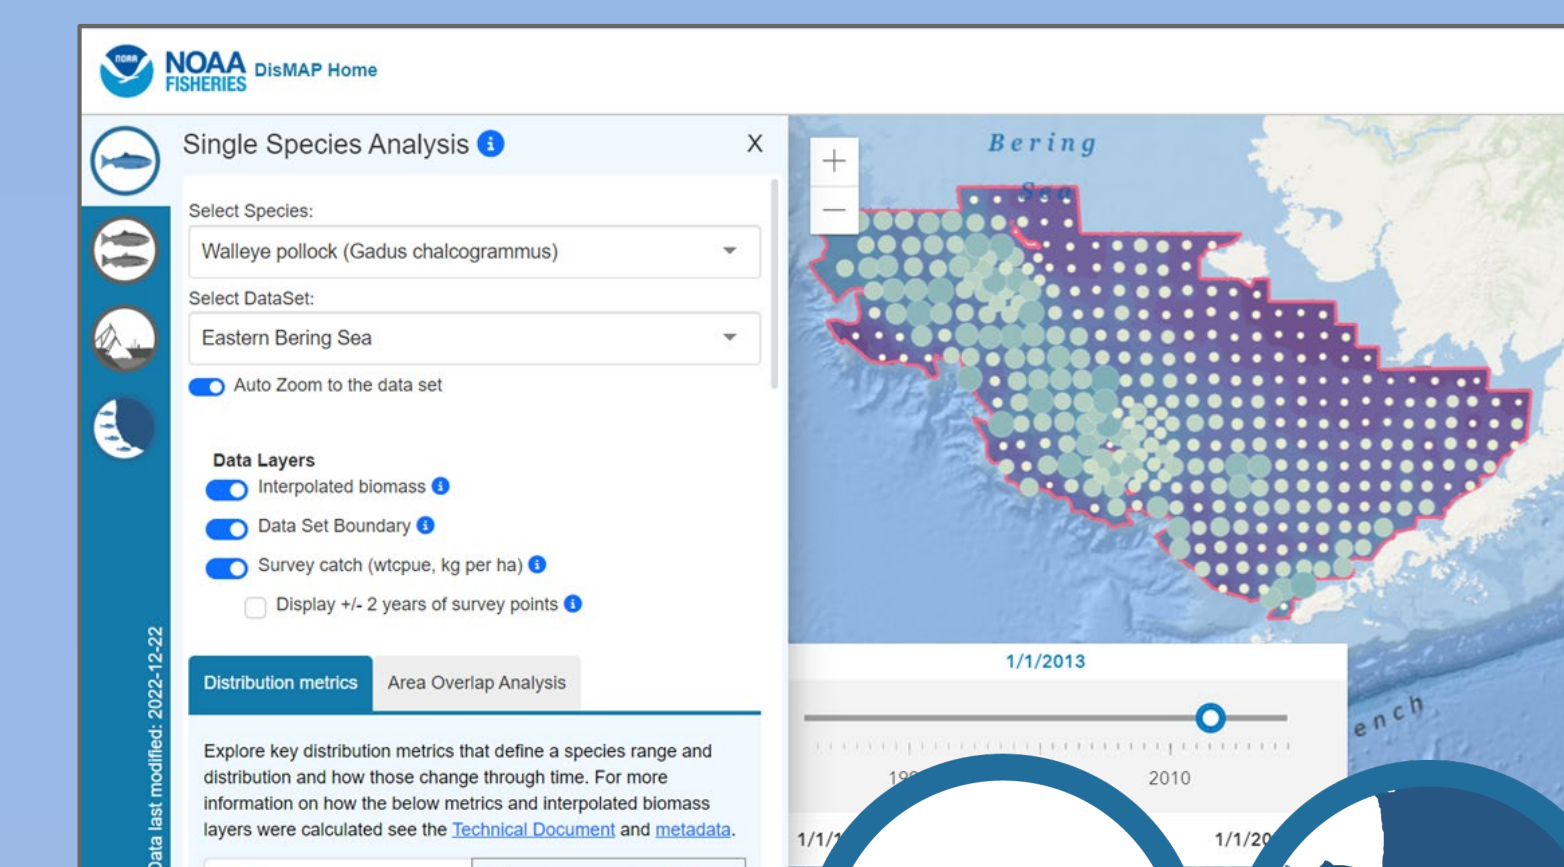 NOAA
NOAA
FISHERIES
DisMAP Home
Single Species Analysis
X
Select Species:
Walleye pollock (Gadus chalcogrammus)
Select DataSet:
Eastern Bering Sea
Auto Zoom to the data set
Data Layers
Interpolated biomass
Data Set Boundary
Survey catch (wtcpue, kg per ha)
Display +/- 2 years of survey points
Distribution metrics
Area Overlap Analysis
Explore key distribution metrics that define a species range and
distribution and how those change through time. For more
information on how the below metrics and interpolated biomass
layers were calculated see the Technical Document and metadata.
Data last modified: 2022-12-22
+
−
Bering
Sea
1/1/2013
2010